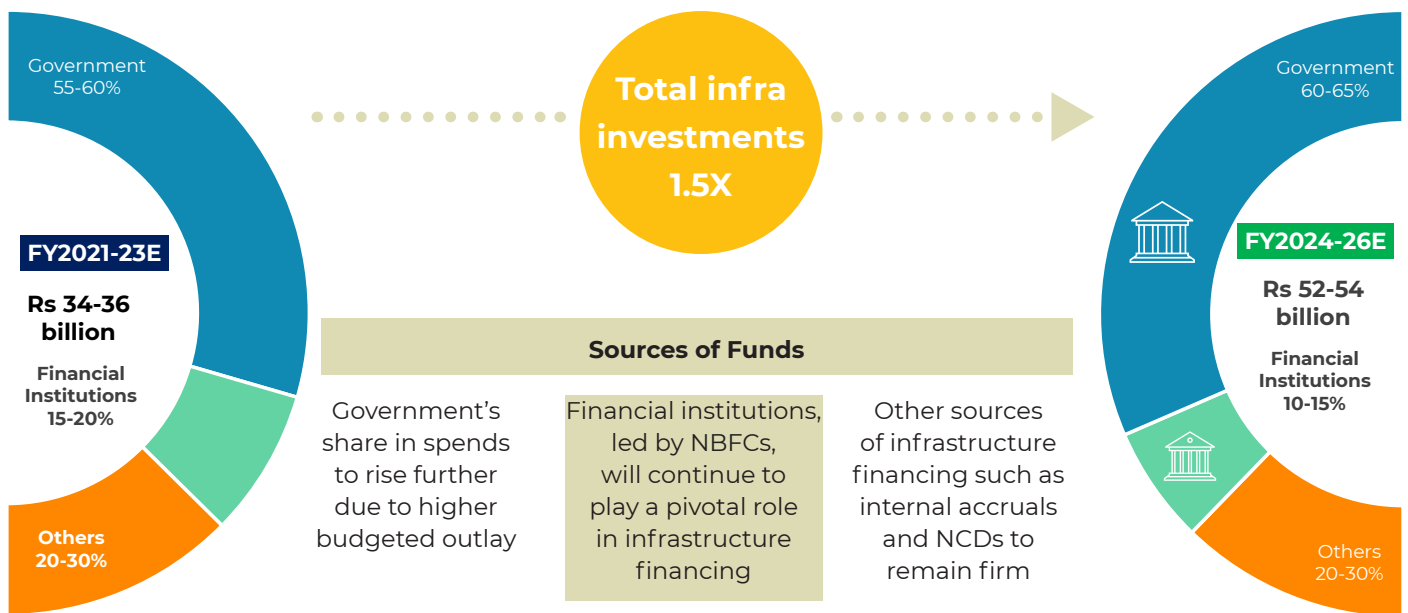 Government
55-60%
FY2021-23E
Rs 34-36
billion
Financial
Institutions
15-20%
Others
20-30%
Total infra
investments
1.5X
Sources of Funds
Government’s
share in spends
to rise further
due to higher
budgeted outlay
Financial institutions,
led by NBFCs,
will continue to
play a pivotal role
in infrastructure
financing
Other sources
of infrastructure
financing such as
internal accruals
and NCDs to
remain firm
Government
60-65%
FY2024-26E
Rs 52-54
billion
Financial
Institutions
10-15%
Others
20-30%